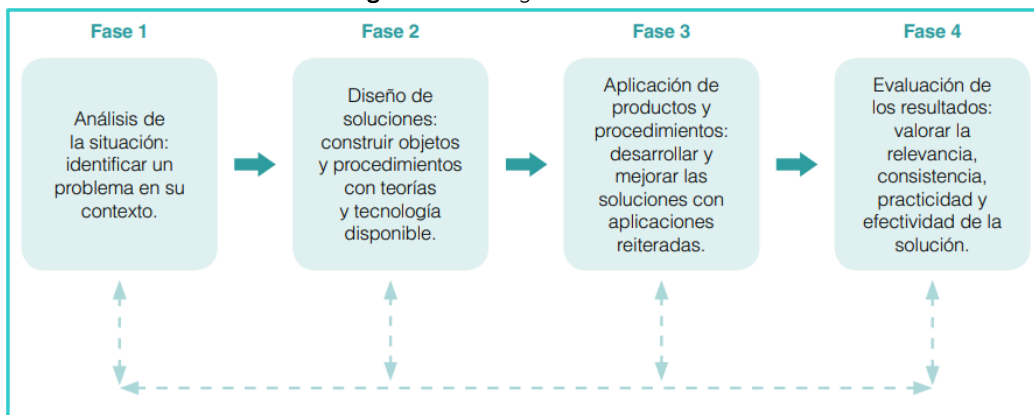 Fase 1
Análisis de
la situación:
identificar un
problema en su
contexto.
Fase 2
Diseño de
soluciones:
construir objetos
y procedimientos
con teorías
y tecnología
disponible.
Fase 3
Aplicación de
productos y
procedimientos:
desarrollar y
mejorar las
soluciones con
aplicaciones
reiteradas.
Fase 4
Evaluación de
los resultados:
valorar la
relevancia,
consistencia,
practicidad y
efectividad de la
solución.